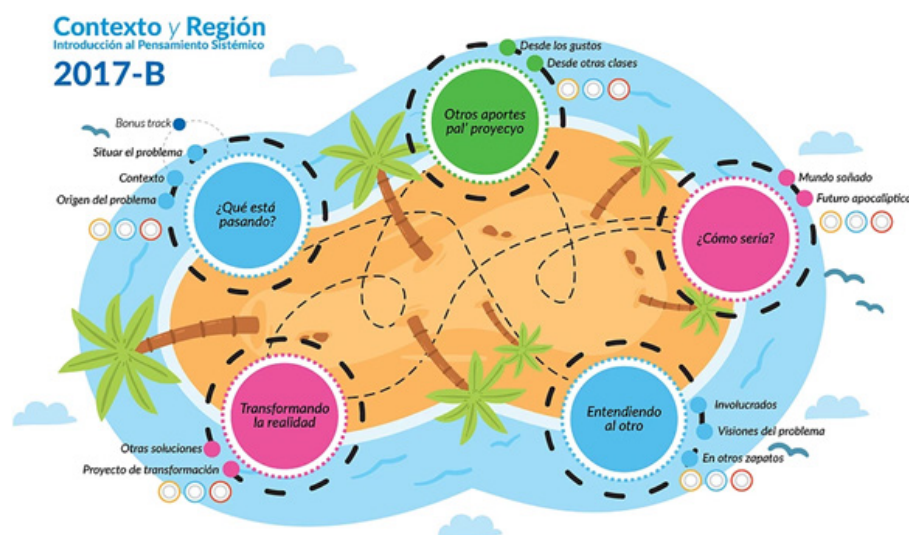 Contexto y Región
Introducción al Pensamiento Sistémico
2017-B
Desde los gustos
Desde otras clases
Otros aportes
pal' proyecyo
Bonus track
Situar el problema
Contexto
Origen del problema
¿Qué está
pasando?
Mundo soñado
Futuro apocalíptico
¿Cómo sería?
Transformando
la realidad
Otras soluciones
Proyecto de transformación
Entendiendo
al otro
Involucrados
Visiones del problema
En otros zapatos